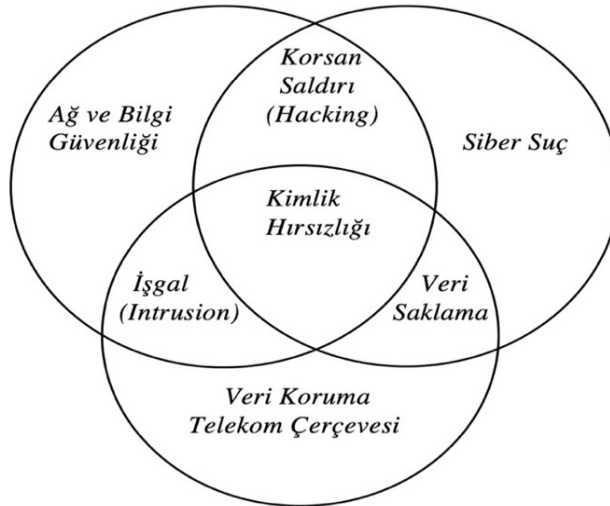 Korsan
Saldırı
(Hacking)
Ağ ve Bilgi
Güvenliği
Siber Suç
Kimlik
Hırsızlığı
İşgal
(Intrusion)
Veri
Saklama
Veri Koruma
Telekom Çerçevesi